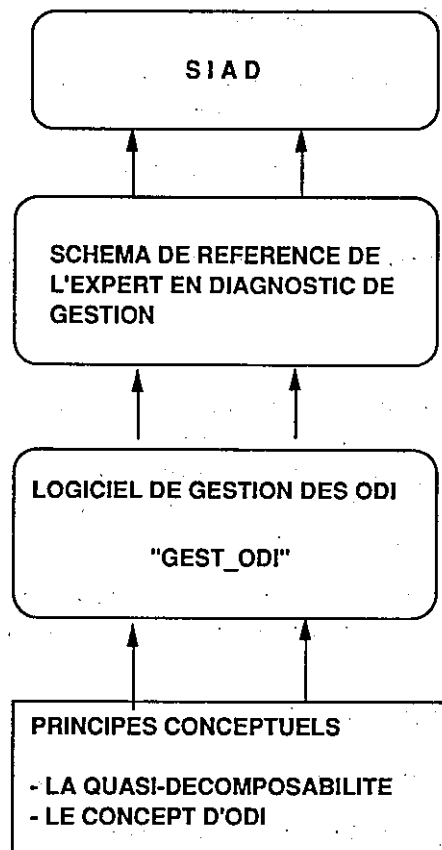 S I A D
SCHEMA DE REFERENCE DE
L'EXPERT EN DIAGNOSTIC DE
GESTION
LOGICIEL DE GESTION DES ODI
"GEST_ODI"
PRINCIPES CONCEPTUELS
- LA QUASI-DECOMPOSABILITE
- LE CONCEPT D'ODI